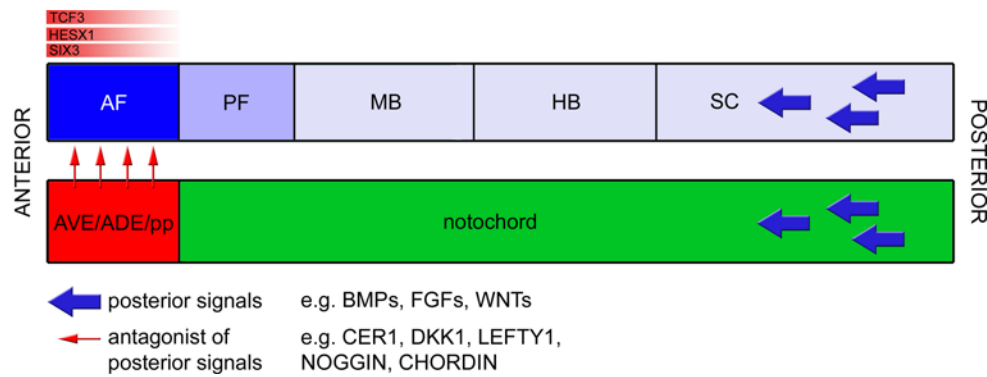 TCF3
HESX1
SIX3
ANTERIOR
AF
PF
MB
HB
SC
POSTERIOR
AVE/ADE/pp
notochord
posterior signals e.g. BMPs, FGFs, WNTs
antagonist of e.g. CER1, DKK1, LEFTY1,
posterior signals NOGGIN, CHORDIN